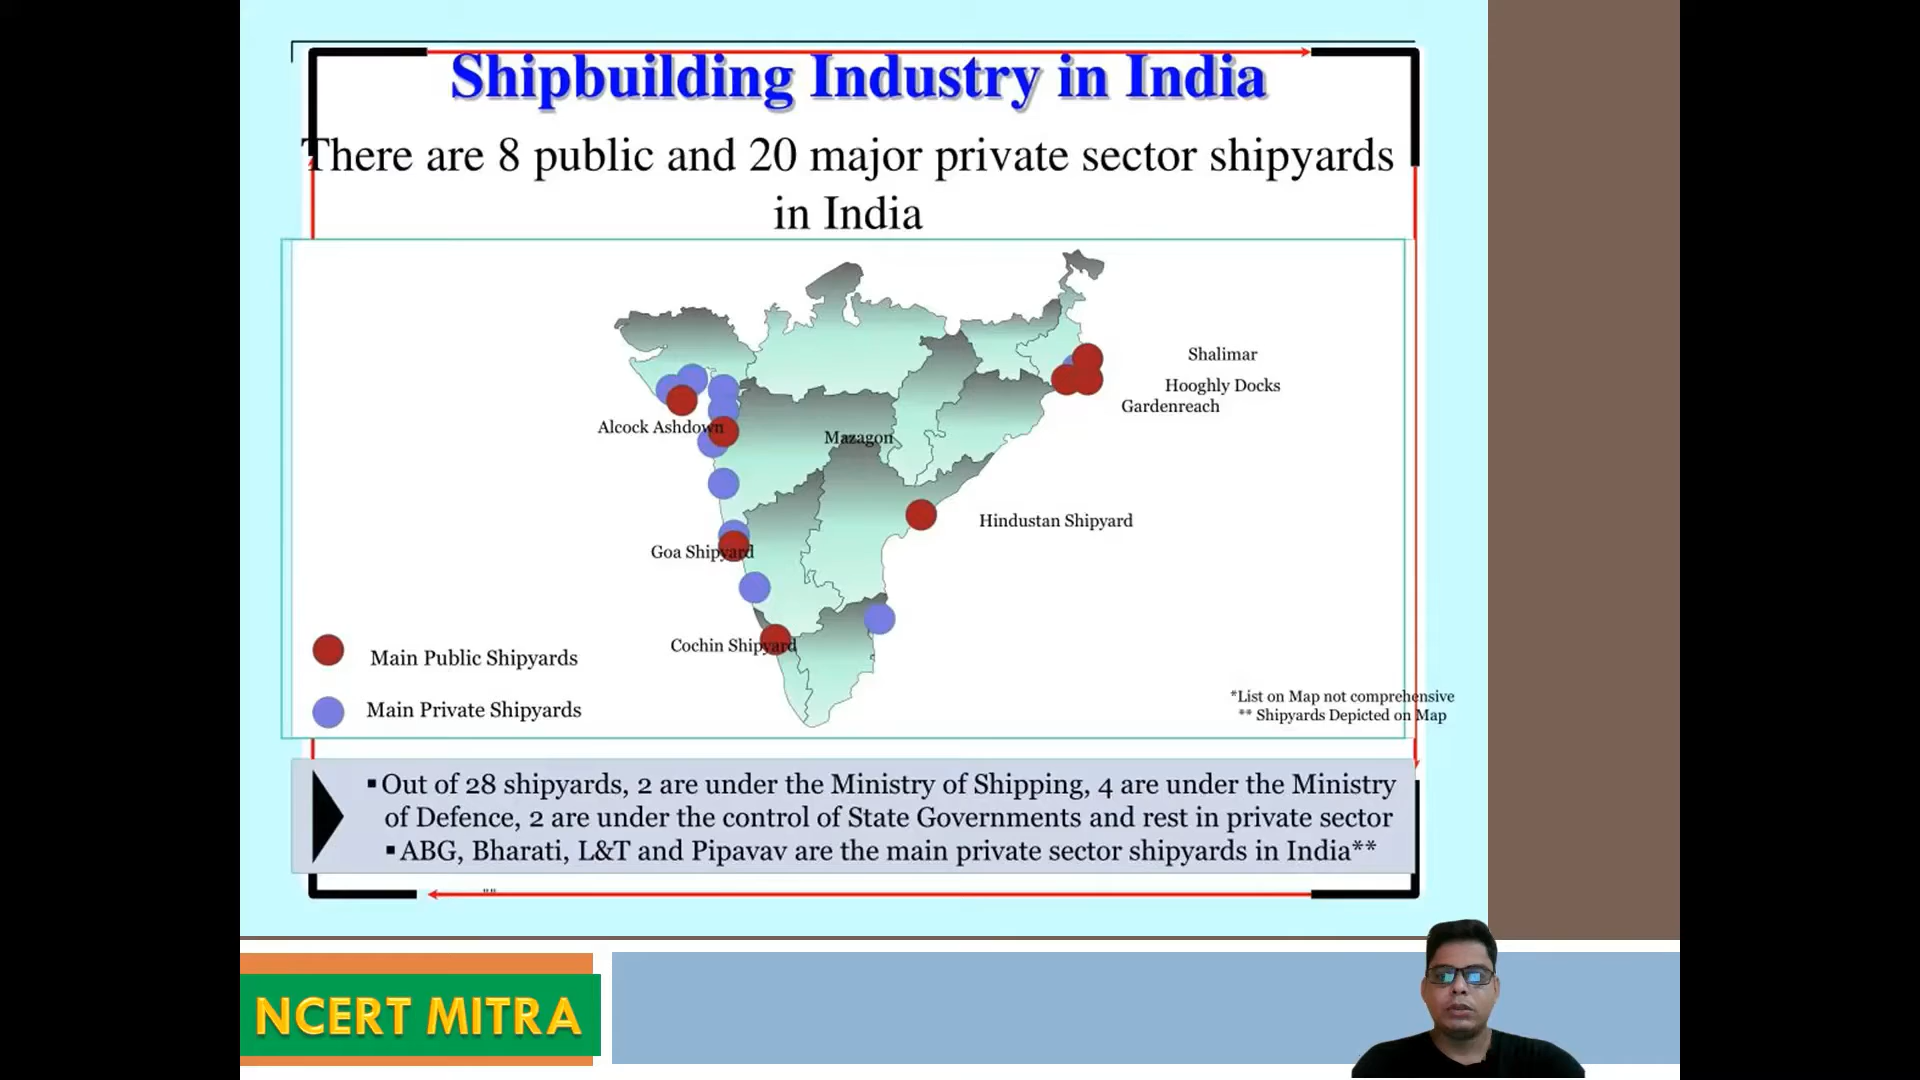 Shipbuilding Industry in India
There are 8 public and 20 major private sector shipyards
in India
Shalimar
Hooghly Docks
Gardenreach
Alcock Ashdown
Mazagon
Hindustan Shipyard
Goa Shipyard
Cochin Shipyard
Main Public Shipyards
Main Private Shipyards
*List on Map not comprehensive
** Shipyards Depicted on Map
▪Out of 28 shipyards, 2 are under the Ministry of Shipping, 4 are under the Ministry
of Defence, 2 are under the control of State Governments and rest in private sector
▪ABG, Bharati, L&T and Pipavav are the main private sector shipyards in India**
""
NCERT MITRA